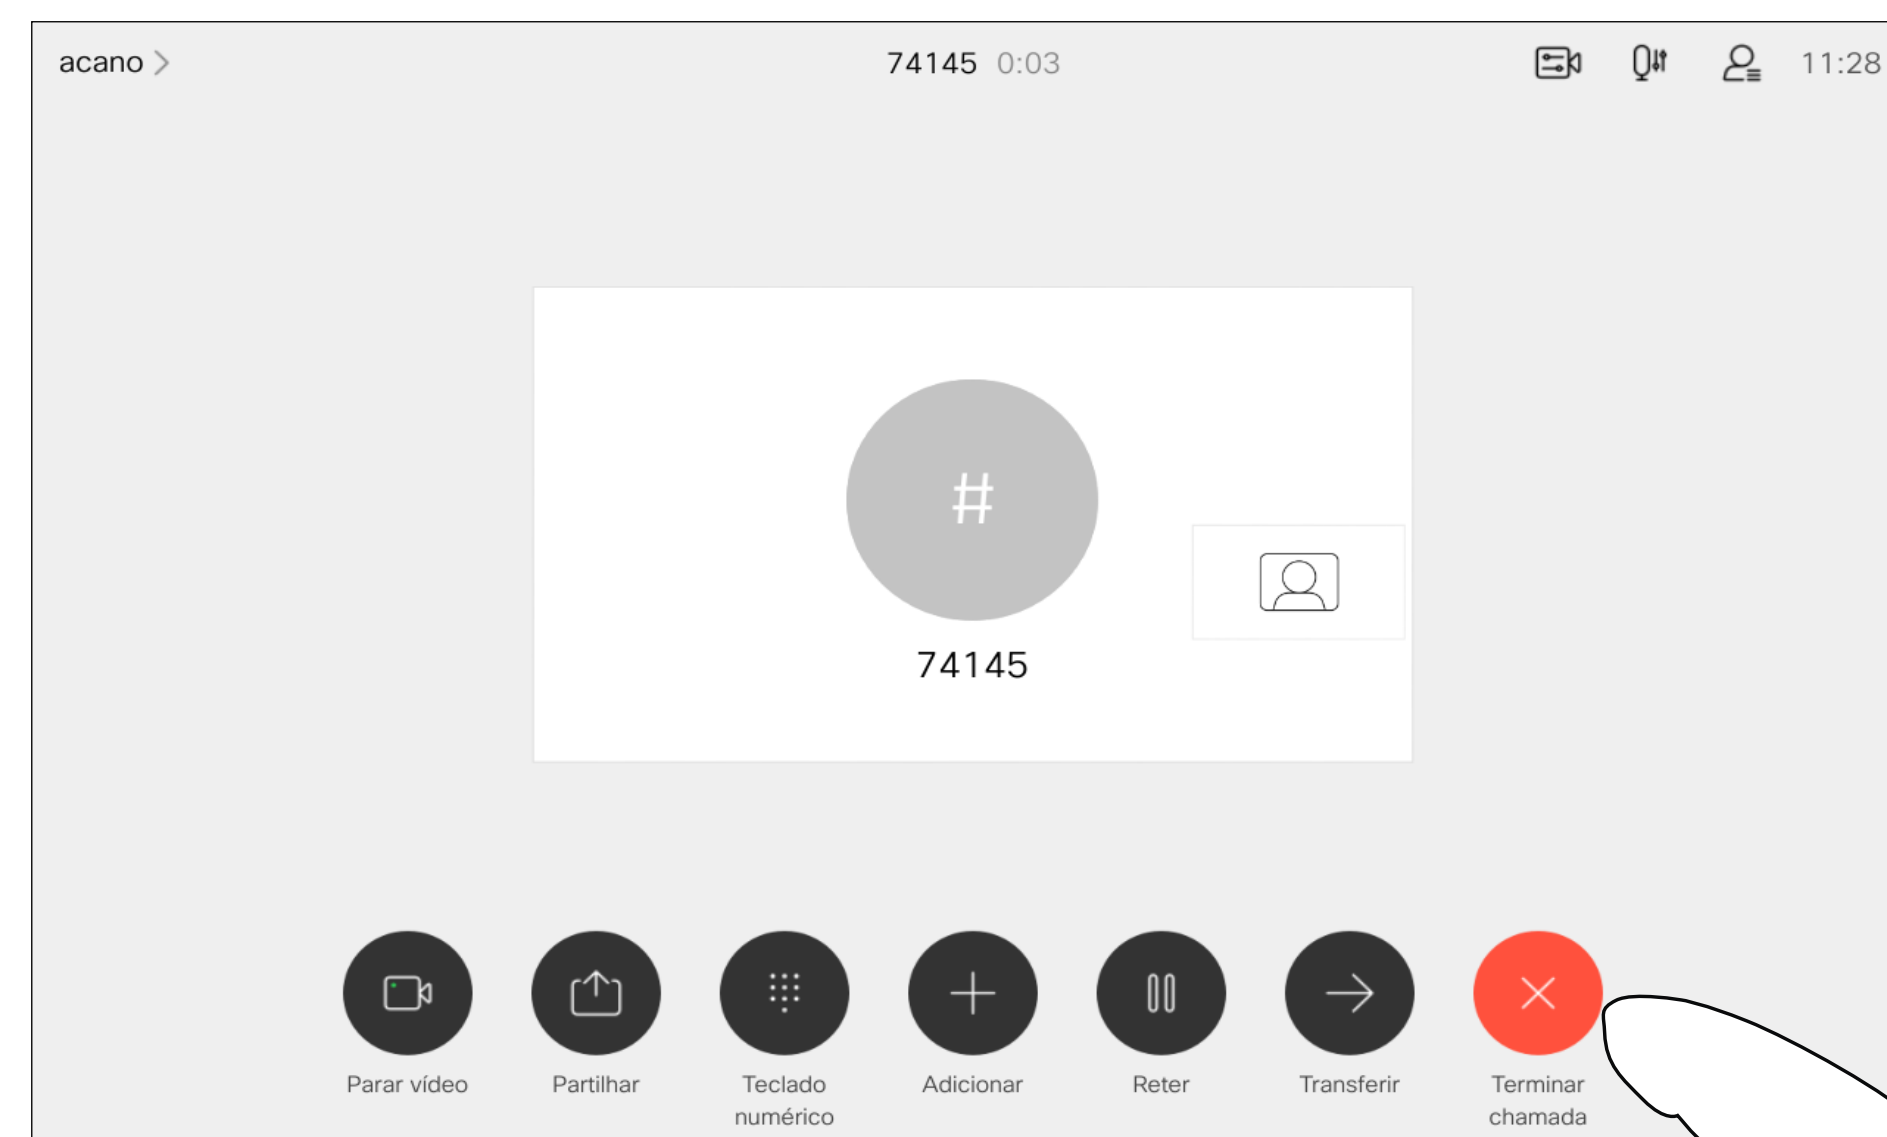 acano
74145 0:03
11:28
#
74145
Parar vídeo
Partilhar
Teclado
numérico
Adicionar
Reter
Transferir
Terminar
chamada